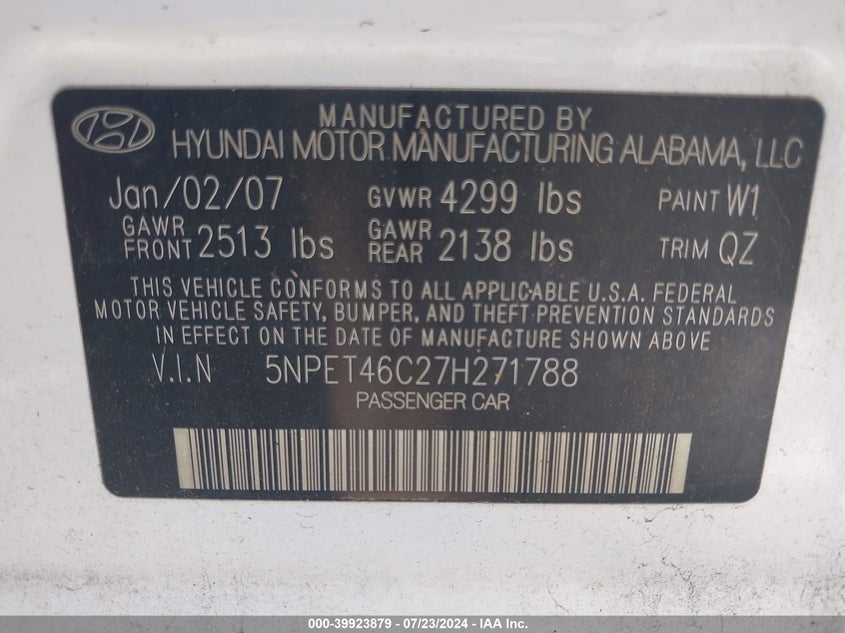 MANUFACTURED BY
HYUNDAI MOTOR MANUFACTURING ALABAMA, LLC
Jan/02/07 GVWR 4299 lbs PAINT W1
GAWR FRONT 2513 lbs GAWR REAR 2138 lbs TRIM QZ
THIS VEHICLE CONFORMS TO ALL APPLICABLE U.S.A. FEDERAL
MOTOR VEHICLE SAFETY, BUMPER, AND THEFT-PREVENTION STANDARDS
IN EFFECT ON THE DATE OF MANUFACTURE SHOWN ABOVE
V.I.N 5NPET46C27H271788
PASSENGER CAR
000-39923879 / 07/23/2024 - IAA Inc.